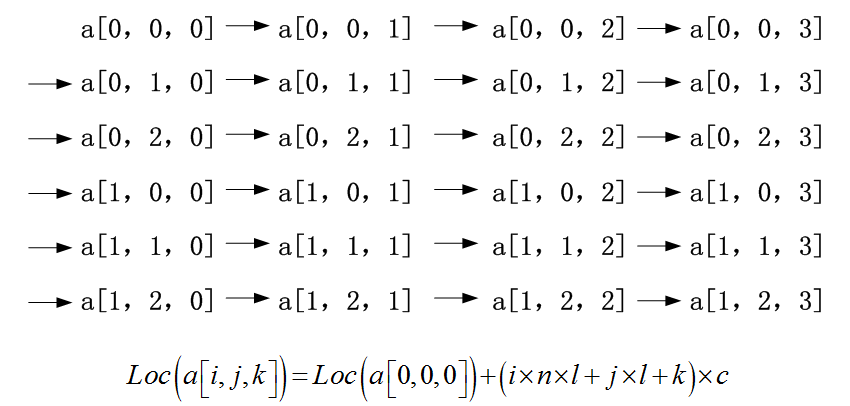 a[0, 0, 0] → a[0, 0, 1] → a[0, 0, 2] → a[0, 0, 3]
→ a[0, 1, 0] → a[0, 1, 1] → a[0, 1, 2] → a[0, 1, 3]
→ a[0, 2, 0] → a[0, 2, 1] → a[0, 2, 2] → a[0, 2, 3]
→ a[1, 0, 0] → a[1, 0, 1] → a[1, 0, 2] → a[1, 0, 3]
→ a[1, 1, 0] → a[1, 1, 1] → a[1, 1, 2] → a[1, 1, 3]
→ a[1, 2, 0] → a[1, 2, 1] → a[1, 2, 2] → a[1, 2, 3]
Loc(a[i,j,k])=Loc(a[0,0,0])+(i×n×l+j×l+k)×c